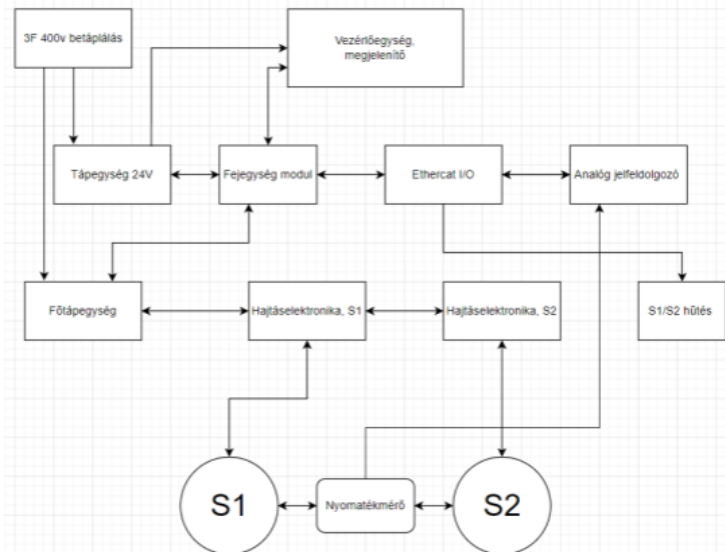 3F 400v betáplálás
Vezérlőegység,
megjelenítő
Tápegység 24V
Fejegység modul
Ethercat I/O
Analóg jelfeldolgozó
Főtápegység
Hajtáselektronika, S1
Hajtáselektronika, S2
S1/S2 hűtés
S1
Nyomatékmérő
S2